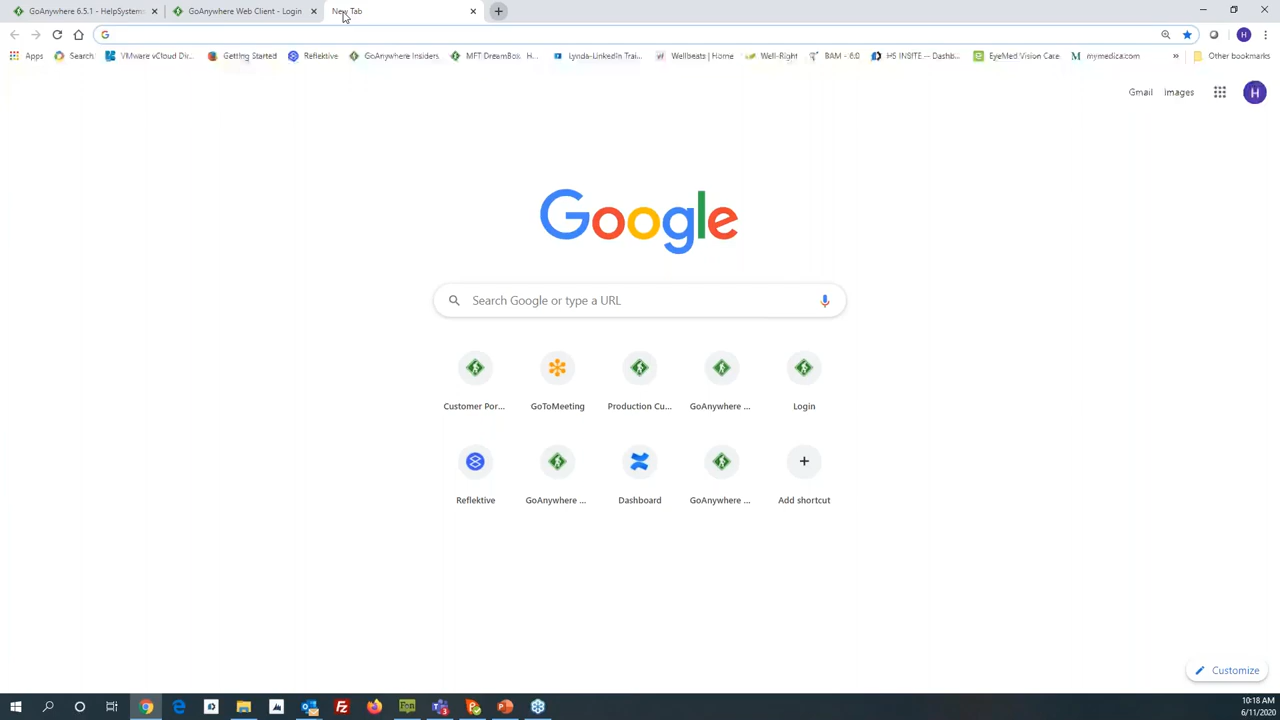 GoAnywhere 6.5.1 - HelpSystems
GoAnywhere Web Client - Login
New Tab
Apps
Search
VMware vCloud Dir...
Getting Started
Reflektive
GoAnywhere Insiders
MFT DreamBox, H...
Lynda-LinkedIn Trai...
Wellbeats | Home
Well-Right
BAM - 6.0
HS INSITE -- Dashb...
EyeMed Vision Care
mymedica.com
»
Other bookmarks
Gmail
Images
H
Google
Search Google or type a URL
Customer Por...
GoToMeeting
Production Cu...
GoAnywhere ...
Login
Reflektive
GoAnywhere ...
Dashboard
GoAnywhere ...
Add shortcut
Customize
10:18 AM
6/11/2020